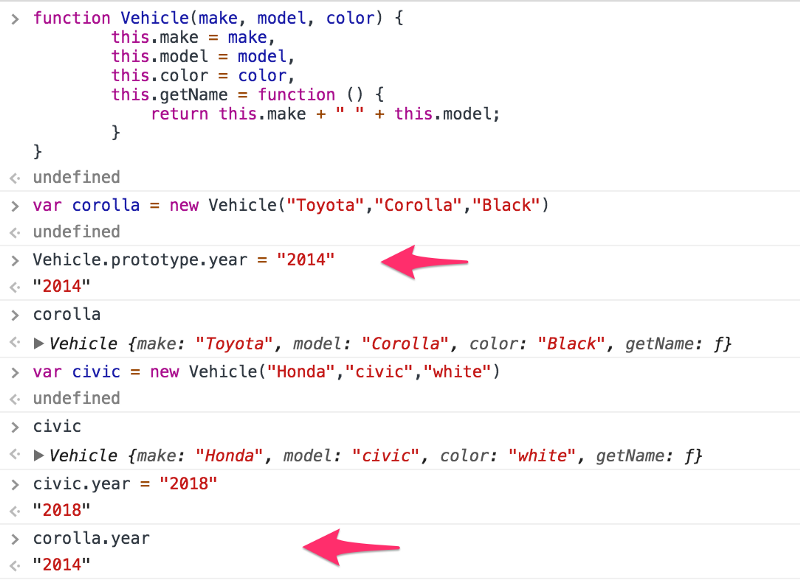 > function Vehicle(make, model, color) {
        this.make = make,
        this.model = model,
        this.color = color,
        this.getName = function () {
            return this.make + " " + this.model;
        }
}
undefined
> var corolla = new Vehicle("Toyota","Corolla","Black")
undefined
> Vehicle.prototype.year = "2014"
"2014"
> corolla
▶Vehicle {make: "Toyota", model: "Corolla", color: "Black", getName: ƒ}
> var civic = new Vehicle("Honda","civic","white")
undefined
> civic
▶Vehicle {make: "Honda", model: "civic", color: "white", getName: ƒ}
> civic.year = "2018"
"2018"
> corolla.year
"2014"